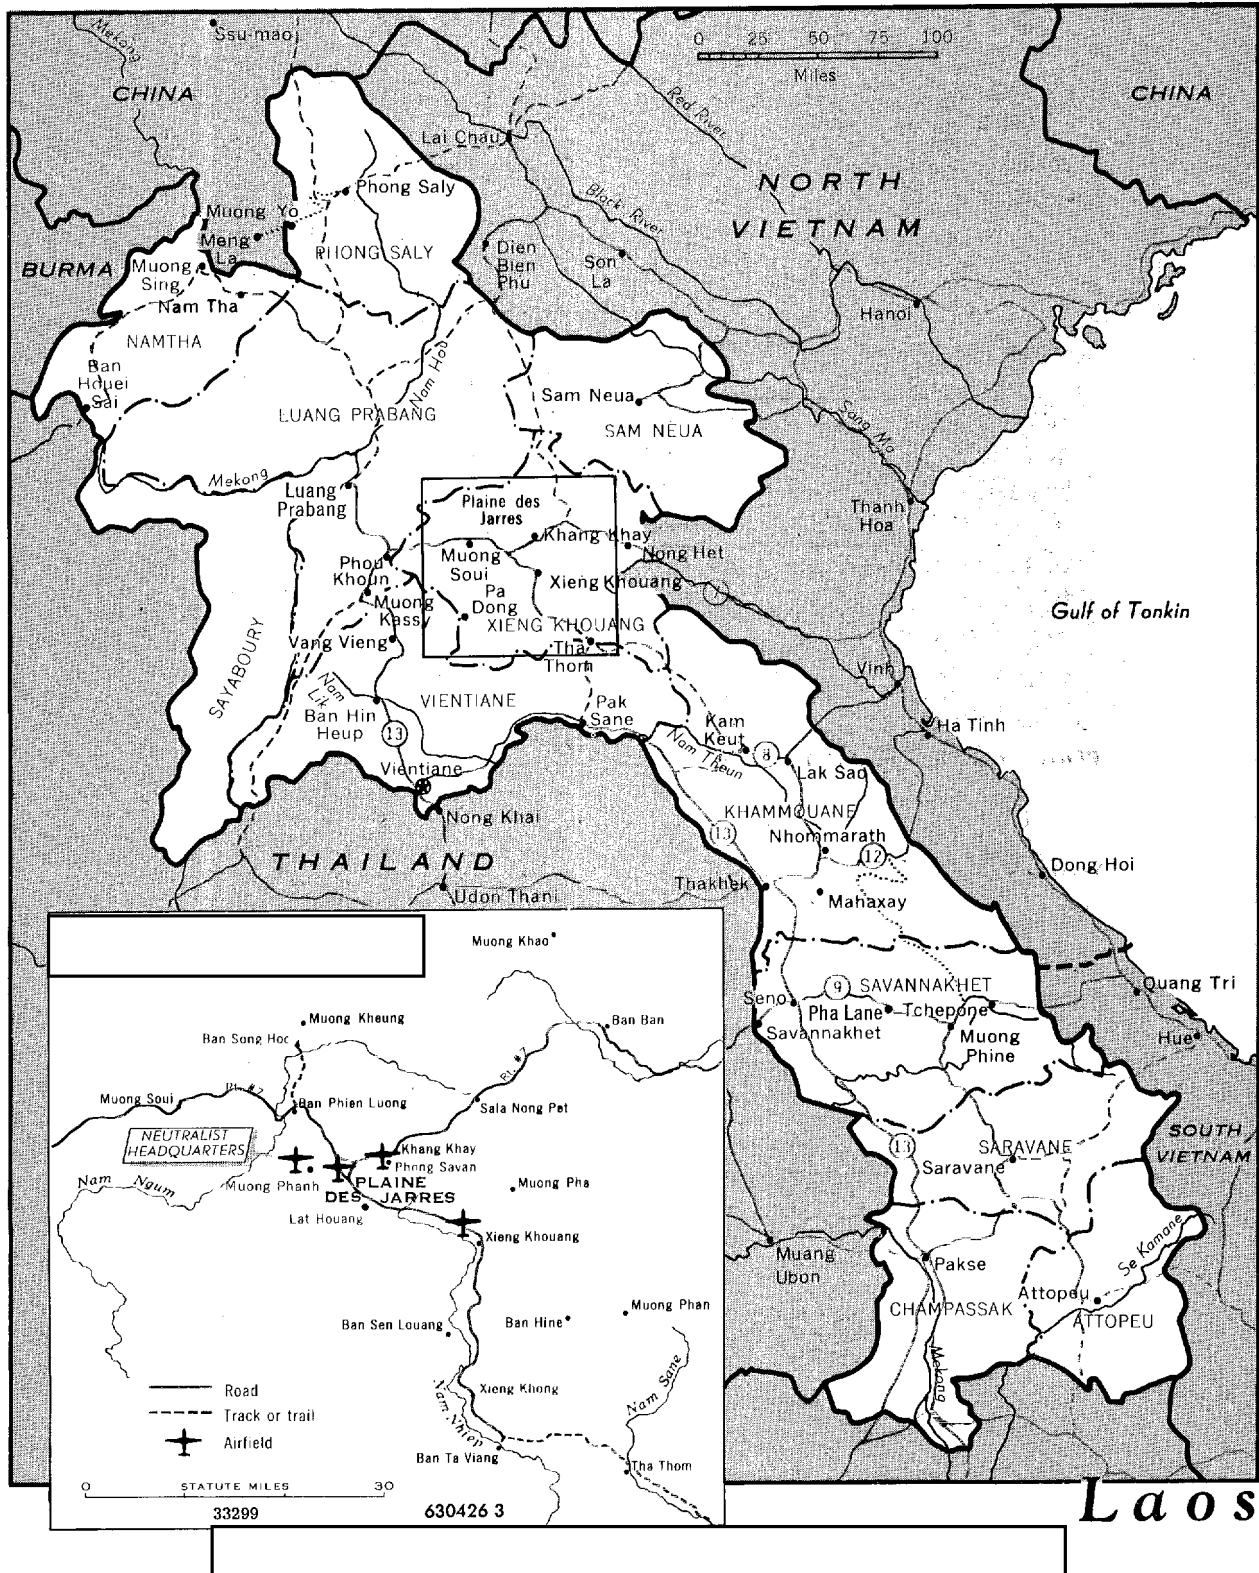 Ssu-mao
Mekong
0 25 50 75 100
Miles
CHINA
CHINA
Red River
Lai Chau
NORTH
VIETNAM
Phong Saly
Black River
Muong Yo
Meng
La
PHONG SALY
Dien
Bien
Phu
Son
La
BURMA
Muong
Sing
Nam Tha
Hanoi
NAMTHA
Ban
Houei
Sai
Nam Hou
Sam Neua
LUANG PRABANG
SAM NEUA
Song Ma
Mekong
Luang
Prabang
Plaine des
Jarres
Thanh
Hoa
Khang Khay
Nong Het
Muong
Soui
Phou
Khoun
Xieng Khouang
7
Pa
Dong
Muong
Kassy
XIENG KHOUANG
Gulf of Tonkin
Vang Vieng
Tha
Thom
SAYABOURY
Vinh
Nam
Lik
VIENTIANE
Pak
Sane
Ban Hin
Heup
13
Kam
Keut
Ha Tinh
Nam Theun
8
Vientiane
Lak Sao
Nong Khai
KHAMMOUANE
13
Nhommarath
12
THAILAND
Dong Hoi
Thakhek
Udon Thani
Mahaxay
Muong Khao
SAVANNAKHET
9
Quang Tri
Seno
Pha Lane
Tchepone
Muong Kheung
Ban Ban
Savannakhet
Muong
Phine
Hue
Ban Song Hoc
Rt. #7
Rt. #7
Muong Soui
Ban Phien Luong
Sala Nong Pet
NEUTRALIST
HEADQUARTERS
SOUTH
VIETNAM
13
SARAVANE
Saravane
Khang Khay
Phong Savan
Nam Ngum
Muong Phanh
PLAINE
DES JARRES
Muong Pha
Lat Houang
Xieng Khouang
Muang
Ubon
Pakse
Se Kamane
Attopeu
CHAMPASSAK
ATTOPEU
Muong Phan
Ban Sen Louang
Ban Hine
Mekong
Nam Sane
Xieng Khong
Road
Track or trail
Airfield
Nam Nhiep
Ban Ta Viang
Tha Thom
0 STATUTE MILES 30
33299
630426 3
Laos